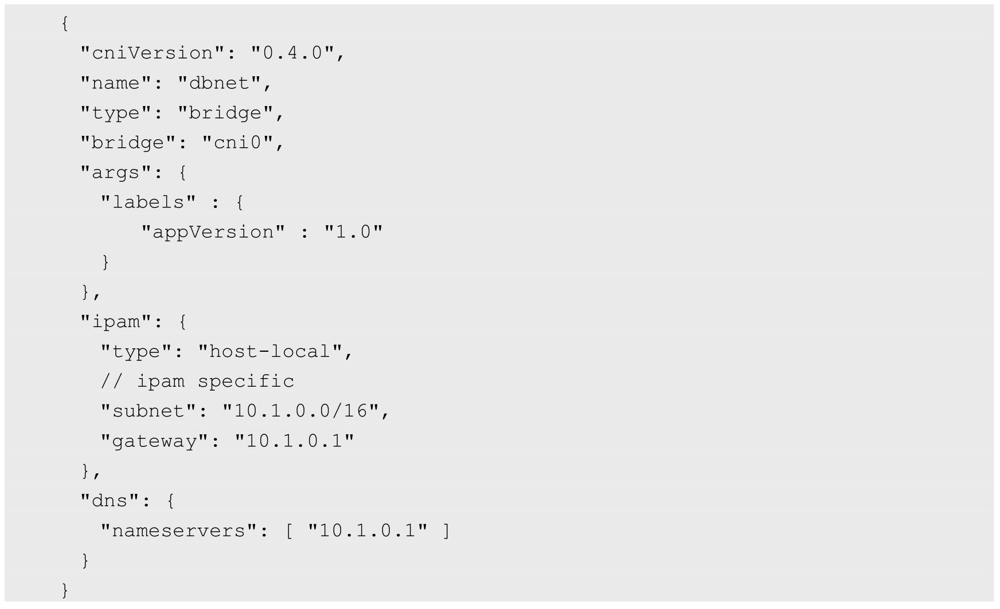 {
"cniVersion": "0.4.0",
"name": "dbnet",
"type": "bridge",
"bridge": "cni0",
"args": {
"labels" : {
"appVersion" : "1.0"
}
},
"ipam": {
"type": "host-local",
// ipam specific
"subnet": "10.1.0.0/16",
"gateway": "10.1.0.1"
},
"dns": {
"nameservers": [ "10.1.0.1" ]
}
}